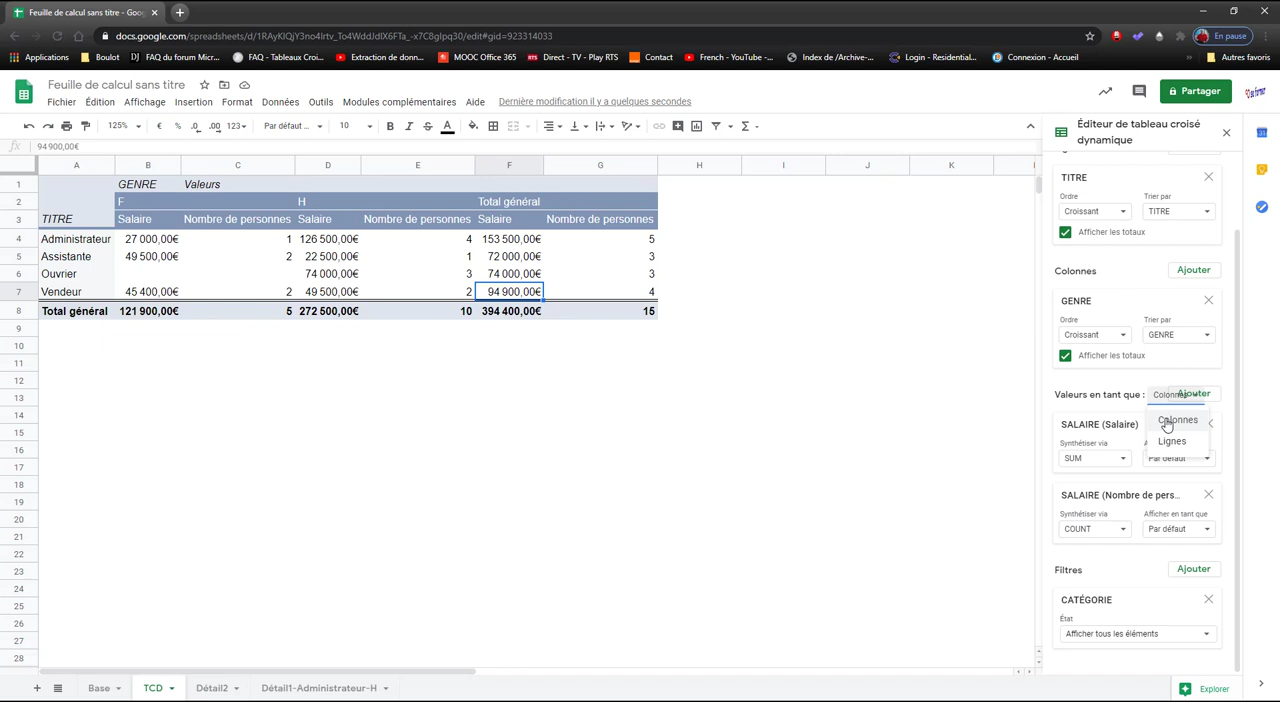 Feuille de calcul sans titre - Goog
docs.google.com/spreadsheets/d/1RAyKlQjY3no4Irtv_To4WddJdlX6FTa_-x7C8gIpq30/edit#gid=923314033
En pause
Applications
Boulot
FAQ du forum Micr...
FAQ - Tableaux Croi...
Extraction de donn...
MOOC Office 365
Direct - TV - Play RTS
Contact
French - YouTube -...
Index de /Archive-...
Login - Residential...
Connexion - Accueil
»
Autres favoris
Feuille de calcul sans titre
Fichier Édition Affichage Insertion Format Données Outils Modules complémentaires Aide Dernière modification il y a quelques secondes
Partager
125% € % .0 .00 123 Par défaut ... 10 B I S A Σ
fx 94 900,00€
A B C D E F G H I J K
1 GENRE Valeurs
2 F H Total général
3 TITRE Salaire Nombre de personnes Salaire Nombre de personnes Salaire Nombre de personnes
4 Administrateur 27 000,00€ 1 126 500,00€ 4 153 500,00€ 5
5 Assistante 49 500,00€ 2 22 500,00€ 1 72 000,00€ 3
6 Ouvrier 74 000,00€ 3 74 000,00€ 3
7 Vendeur 45 400,00€ 2 49 500,00€ 2 94 900,00€ 4
8 Total général 121 900,00€ 5 272 500,00€ 10 394 400,00€ 15
9
10
11
12
13
14
15
16
17
18
19
20
21
22
23
24
25
26
27
28
Éditeur de tableau croisé
dynamique
TITRE
Ordre Trier par
Croissant TITRE
Afficher les totaux
Colonnes Ajouter
GENRE
Ordre Trier par
Croissant GENRE
Afficher les totaux
Valeurs en tant que : Colonnes Ajouter
Colonnes
SALAIRE (Salaire)
Lignes
Synthétiser via
SUM Par défaut
SALAIRE (Nombre de pers...
Synthétiser via Afficher en tant que
COUNT Par défaut
Filtres Ajouter
CATÉGORIE
État
Afficher tous les éléments
Base TCD Détail2 Détail1-Administrateur-H
Explorer